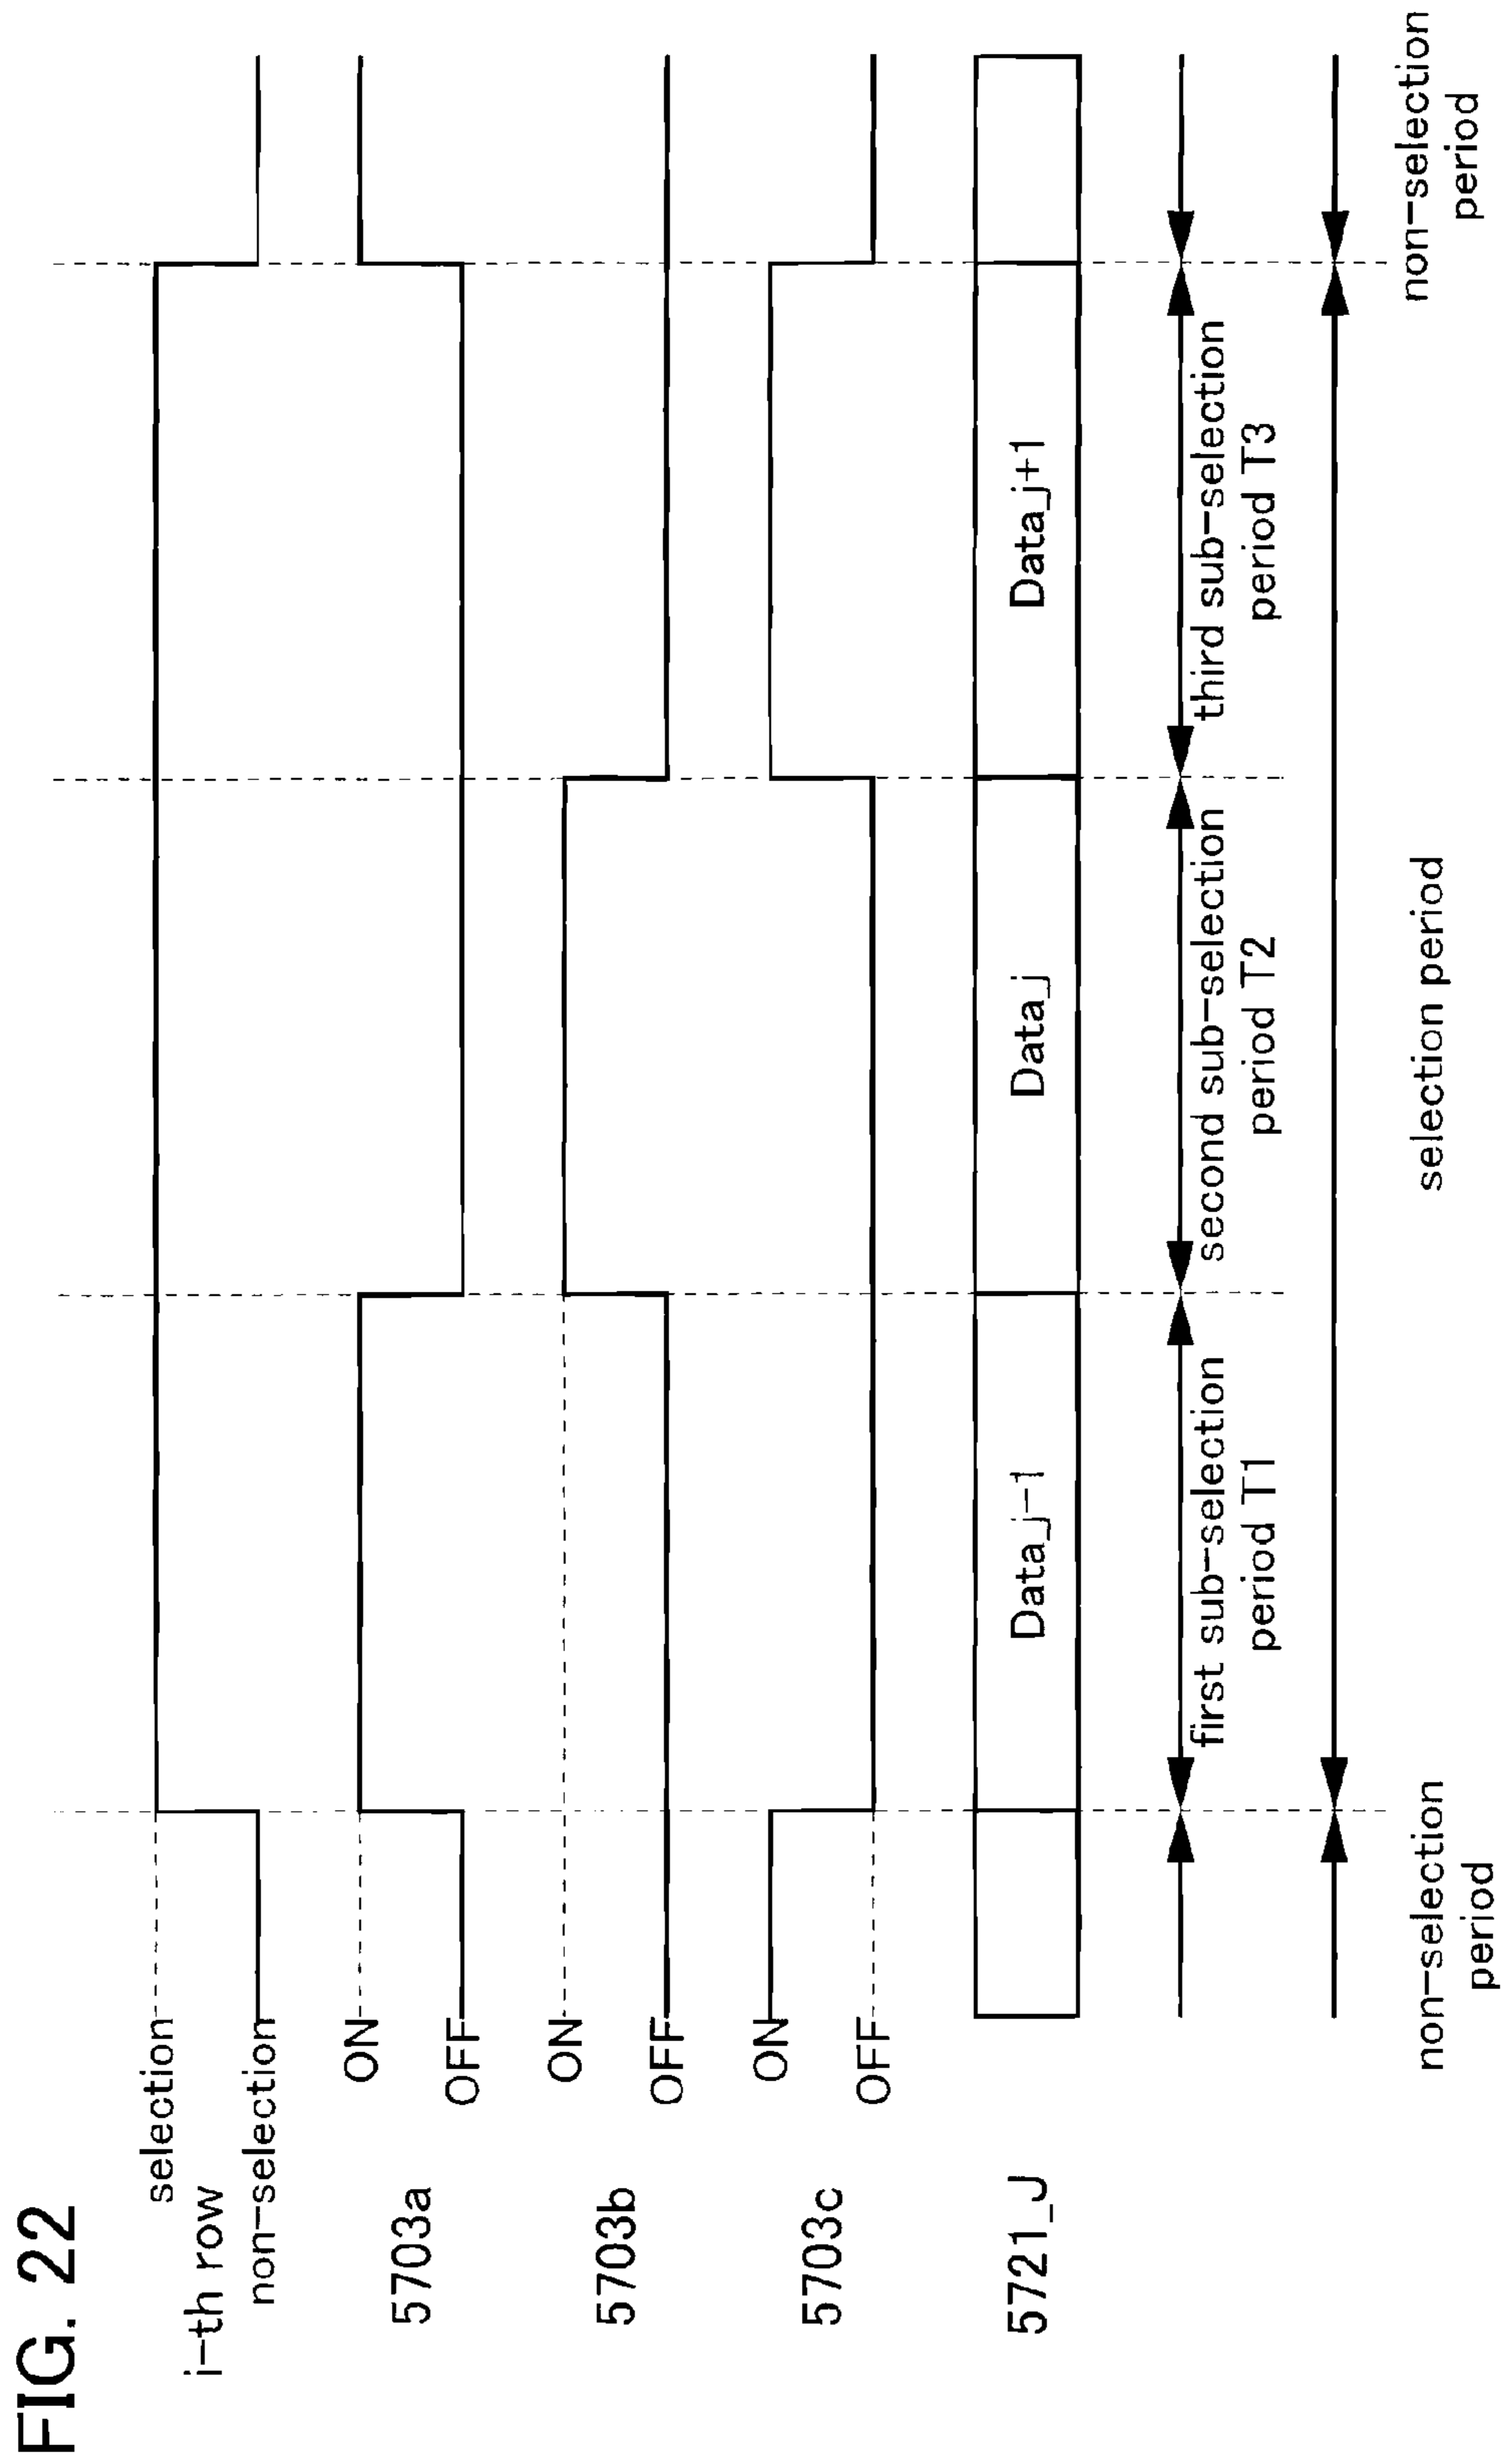 FIG. 22
selection
i-th row
non-selection
ON
5703a
OFF
ON
5703b
OFF
ON
5703c
OFF
5721_J
Data_j-1
Data_j
Data_j+1
first sub-selection
period T1
second sub-selection
period T2
third sub-selection
period T3
non-selection
period
selection period
non-selection
period